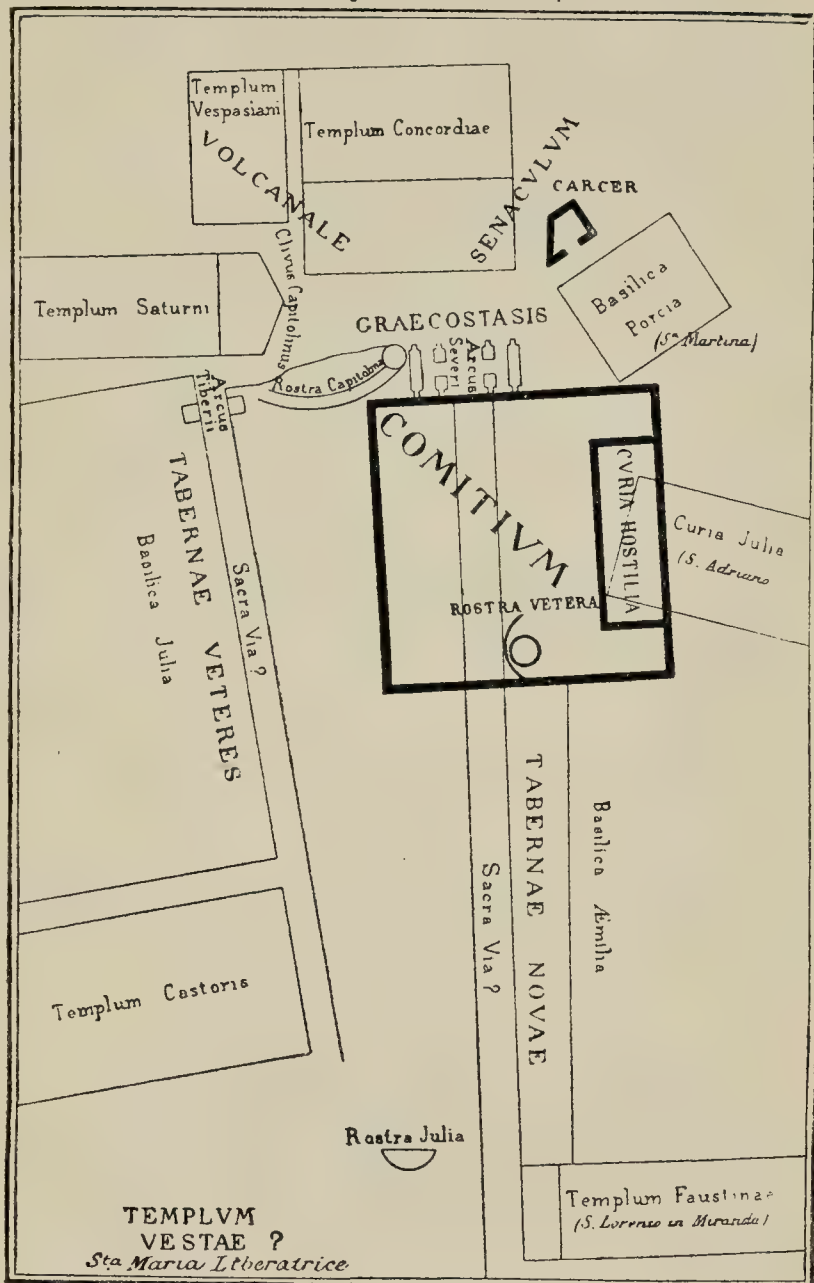 Templum
Vespasiani
VOLCANALE
Templum Concordiae
SENACVLVM
CARCER
Basilica
Porcia
(Sta Martina)
Clivus Capitolinus
Templum Saturni
GRAECOSTASIS
Arcus
Severi
Rostra Capitolina
Arcus
Tiberii
COMITIVM
CVRIA HOSTILIA
Curia Julia
(S. Adriano
ROSTRA VETERA
TABERNAE VETERES
Basilica Julia
Sacra Via ?
Sacra Via ?
TABERNAE NOVAE
Basilica Æmilia
Templum Castoris
Rostra Julia
Templum Faustinae
(S. Lorenzo in Miranda)
TEMPLVM
VESTAE ?
Sta Maria Liberatrice